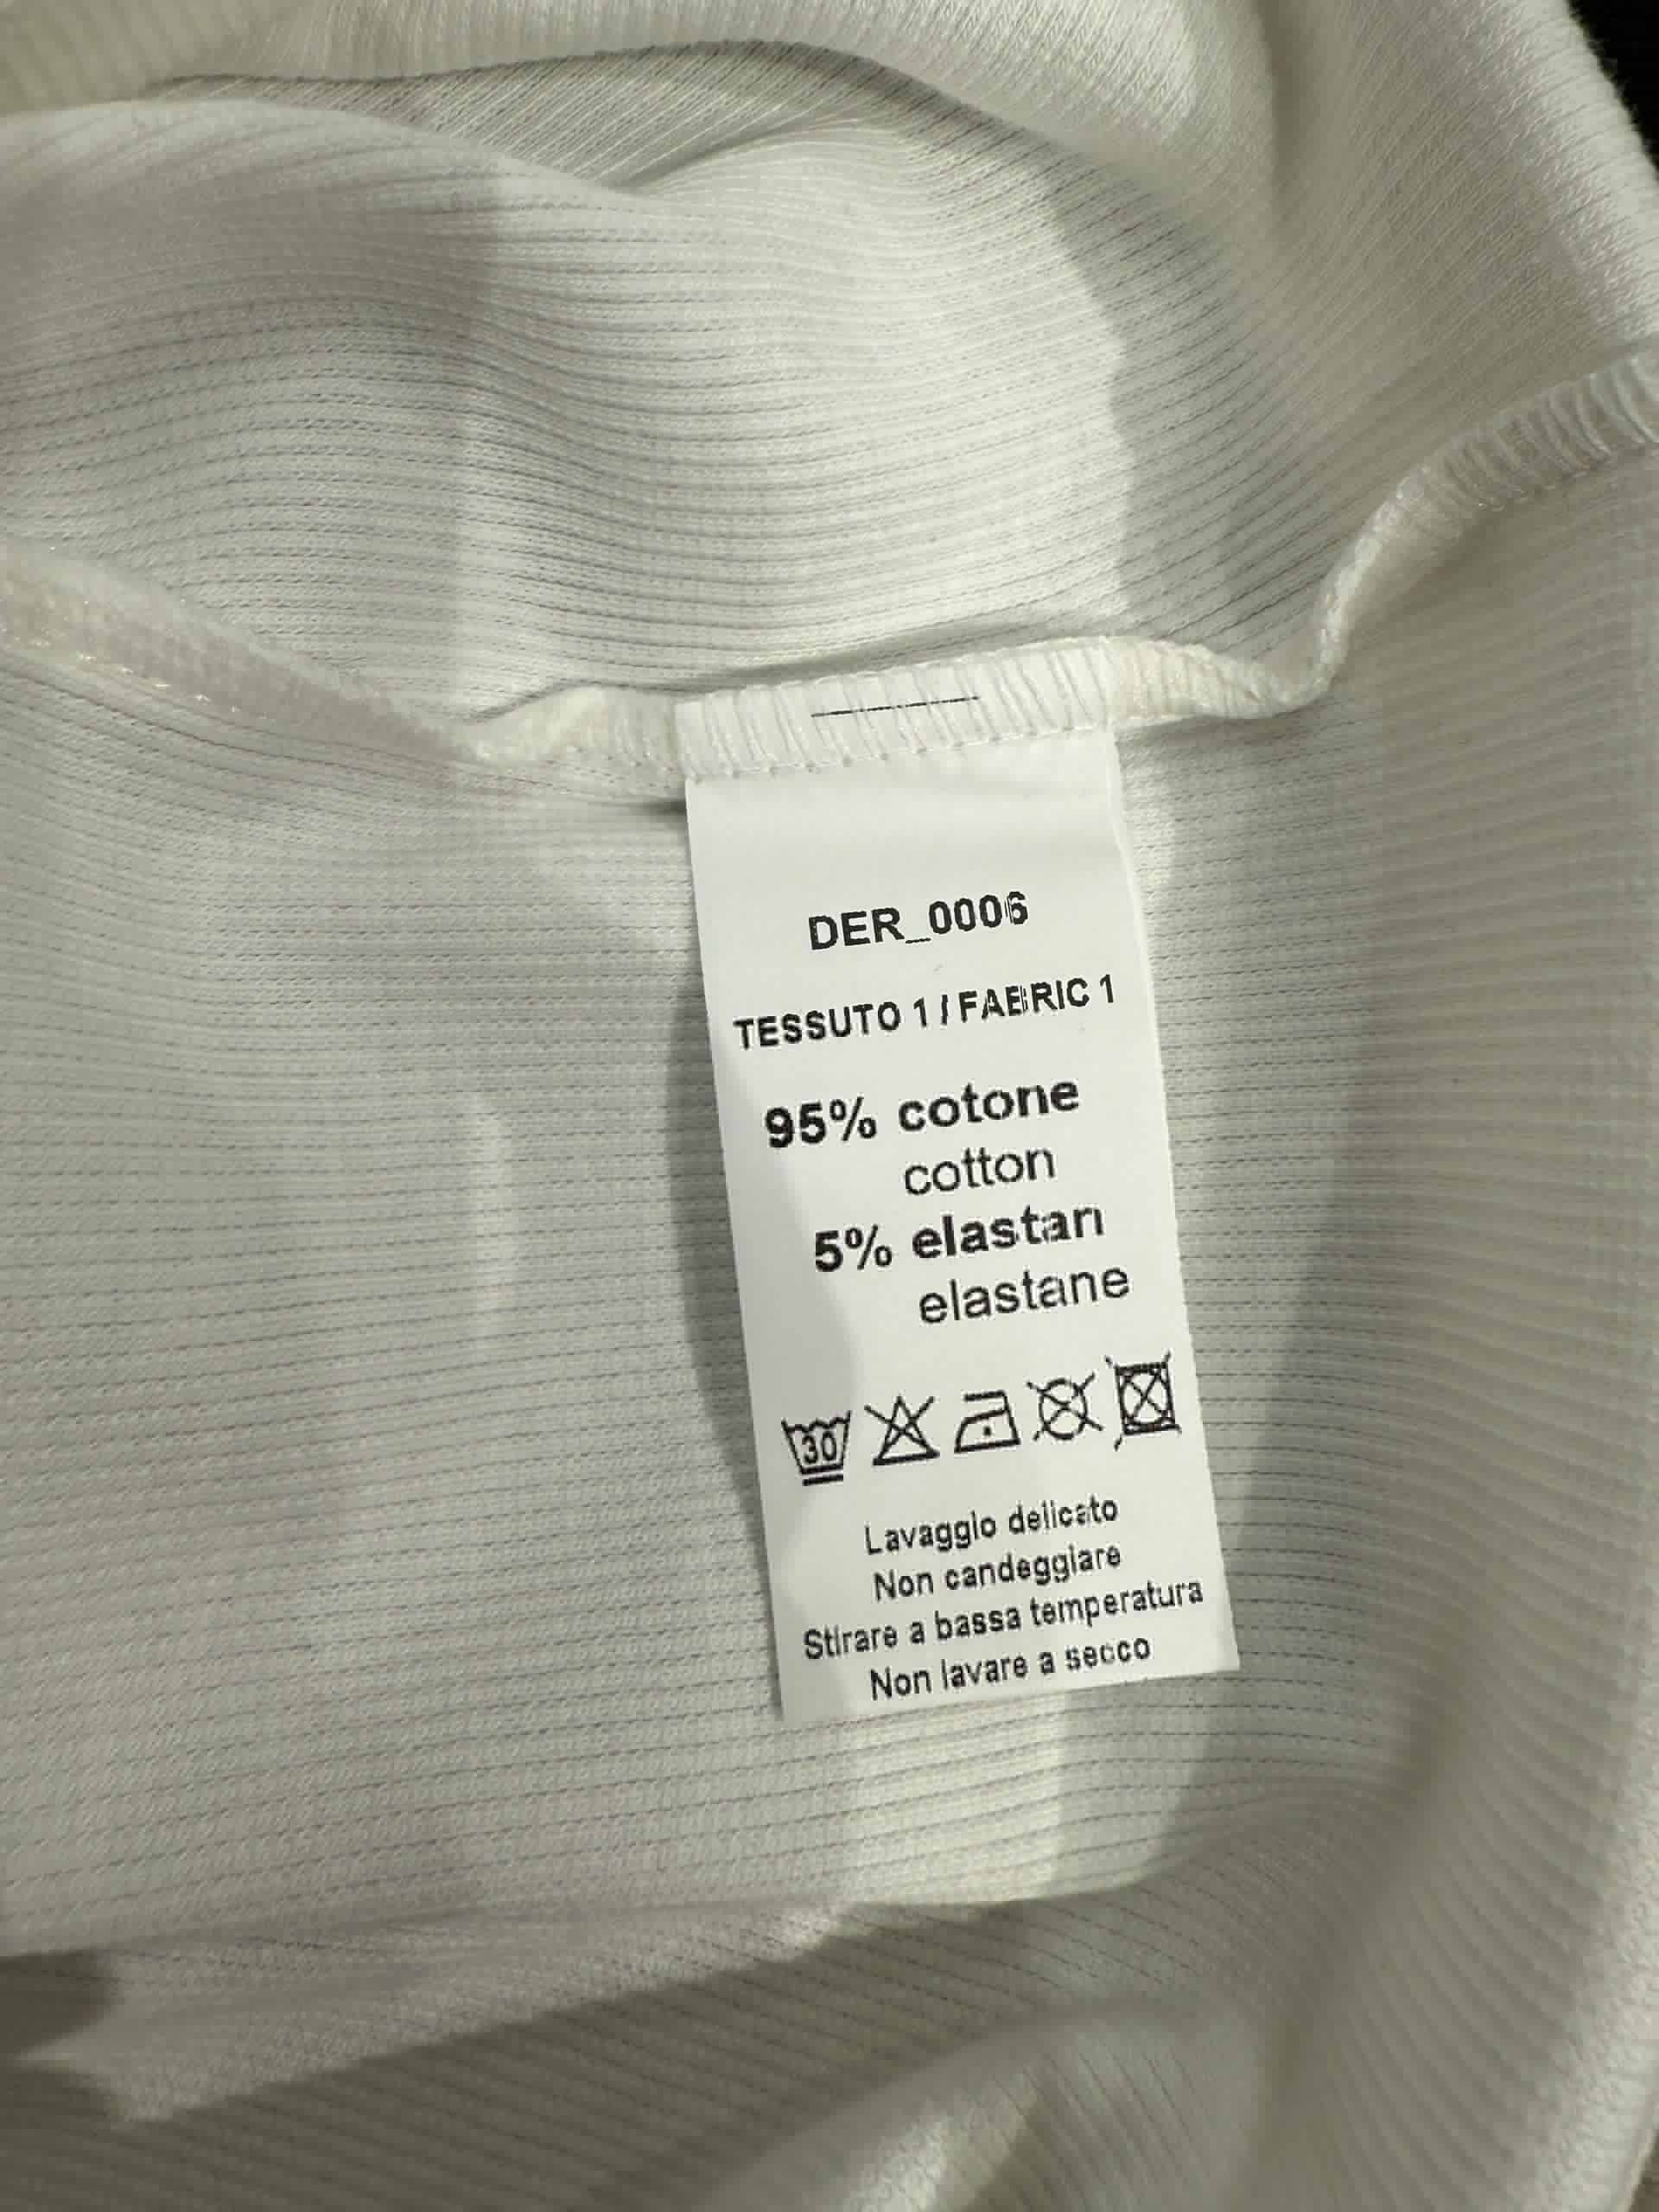 DER_0006
TESSUTO 1 / FABRIC 1
95% cotone
cotton
5% elastan
elastane
30
Lavaggio delicato
Non candeggiare
Stirare a bassa temperatura
Non lavare a secco